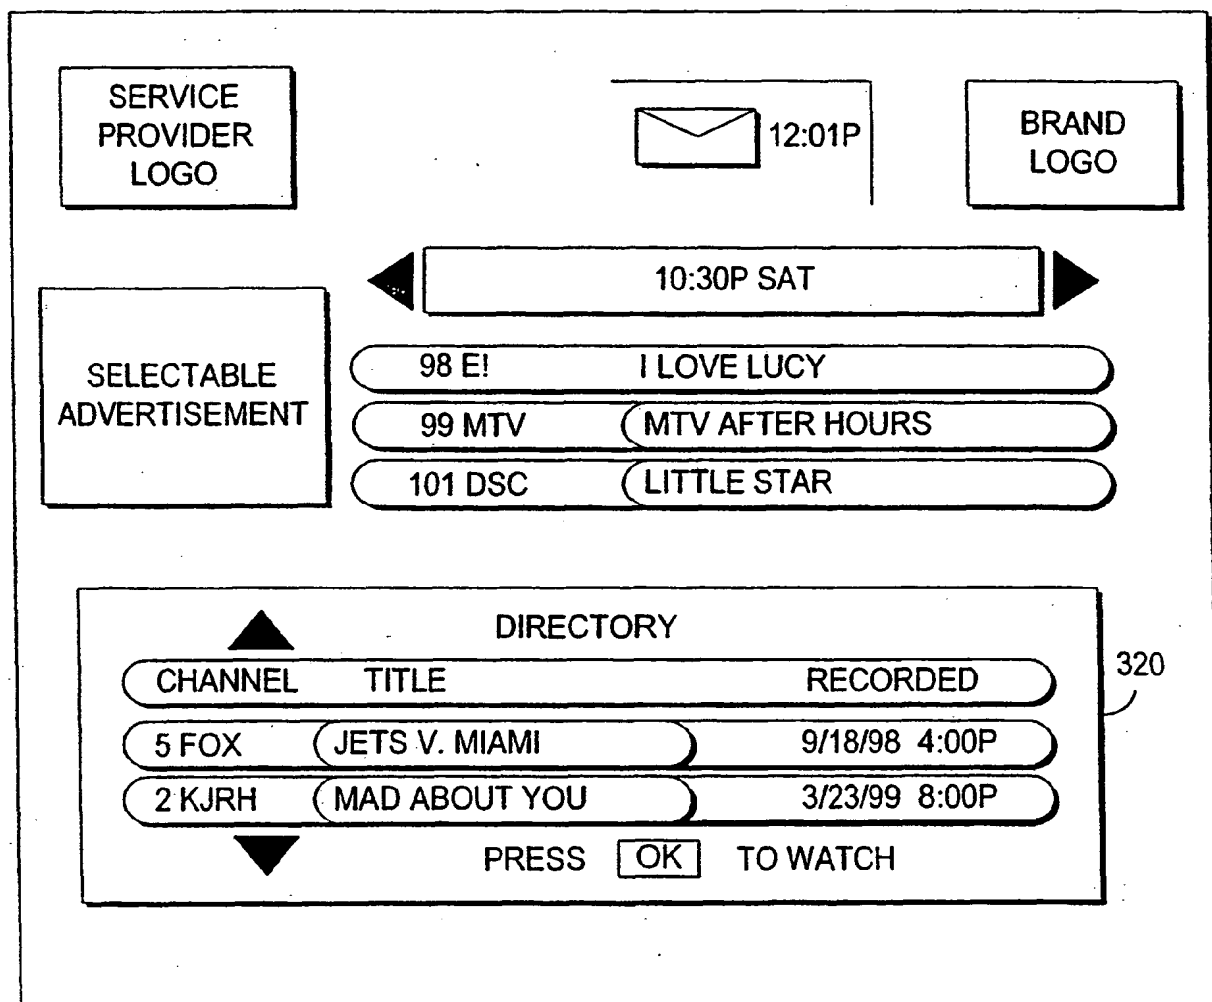 SERVICE
PROVIDER
LOGO
12:01P
BRAND
LOGO
10:30P SAT
SELECTABLE
ADVERTISEMENT
98 E! I LOVE LUCY
99 MTV MTV AFTER HOURS
101 DSC LITTLE STAR
DIRECTORY
CHANNEL TITLE RECORDED
320
5 FOX JETS V. MIAMI 9/18/98 4:00P
2 KJRH MAD ABOUT YOU 3/23/99 8:00P
PRESS OK TO WATCH